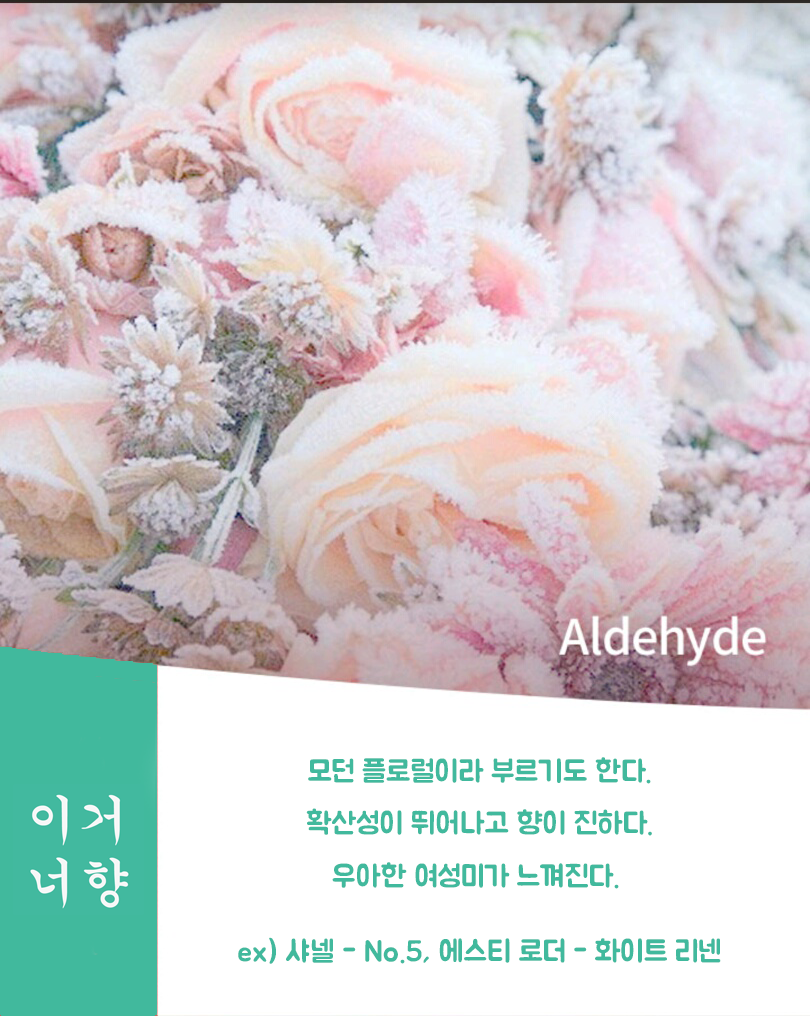 Aldehyde
이거
너향
모던 플로럴이라 부르기도 한다.
확산성이 뛰어나고 향이 진하다.
우아한 여성미가 느껴진다.
ex) 샤넬 - No.5, 에스티 로더 - 화이트 리넨